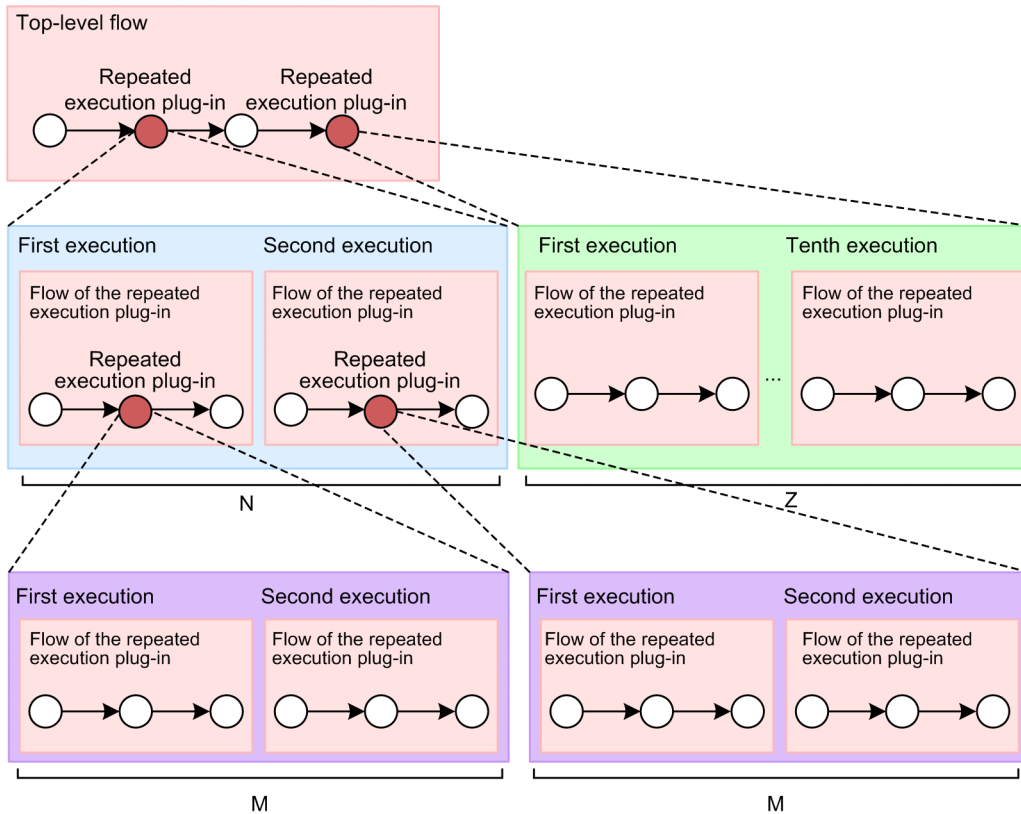 Top-level flow
Repeated
execution plug-in
Repeated
execution plug-in
First execution
Second execution
Flow of the repeated
execution plug-in
Flow of the repeated
execution plug-in
Repeated
execution plug-in
Repeated
execution plug-in
N
First execution
Tenth execution
Flow of the repeated
execution plug-in
Flow of the repeated
execution plug-in
...
Z
First execution
Second execution
Flow of the repeated
execution plug-in
Flow of the repeated
execution plug-in
M
First execution
Second execution
Flow of the repeated
execution plug-in
Flow of the repeated
execution plug-in
M